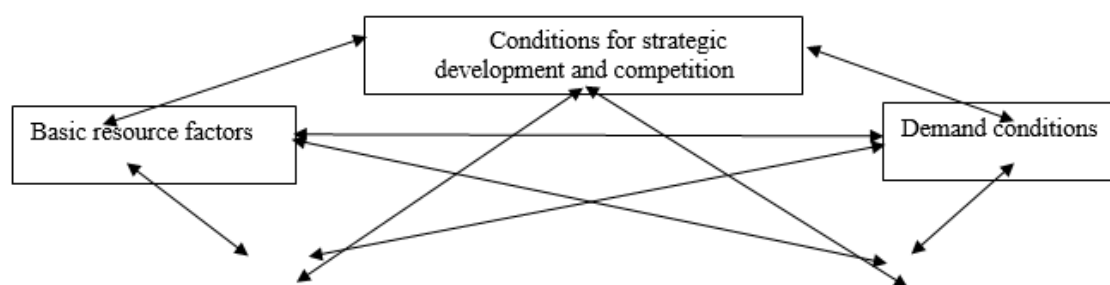 Conditions for strategic
development and competition
Basic resource factors
Demand conditions